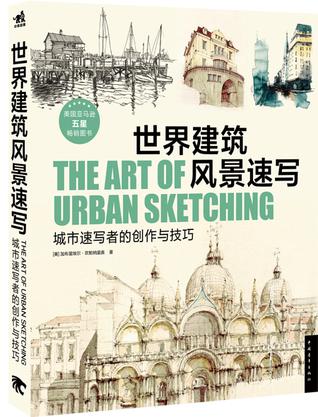 美国亚马逊
五星
畅销图书
世界建筑
THE ART OF 风景速写
URBAN SKETCHING
城市速写者的创作与技巧
著
世界建筑风景速写
THE ART OF URBAN SKETCHING
城市速写者的创作与技巧